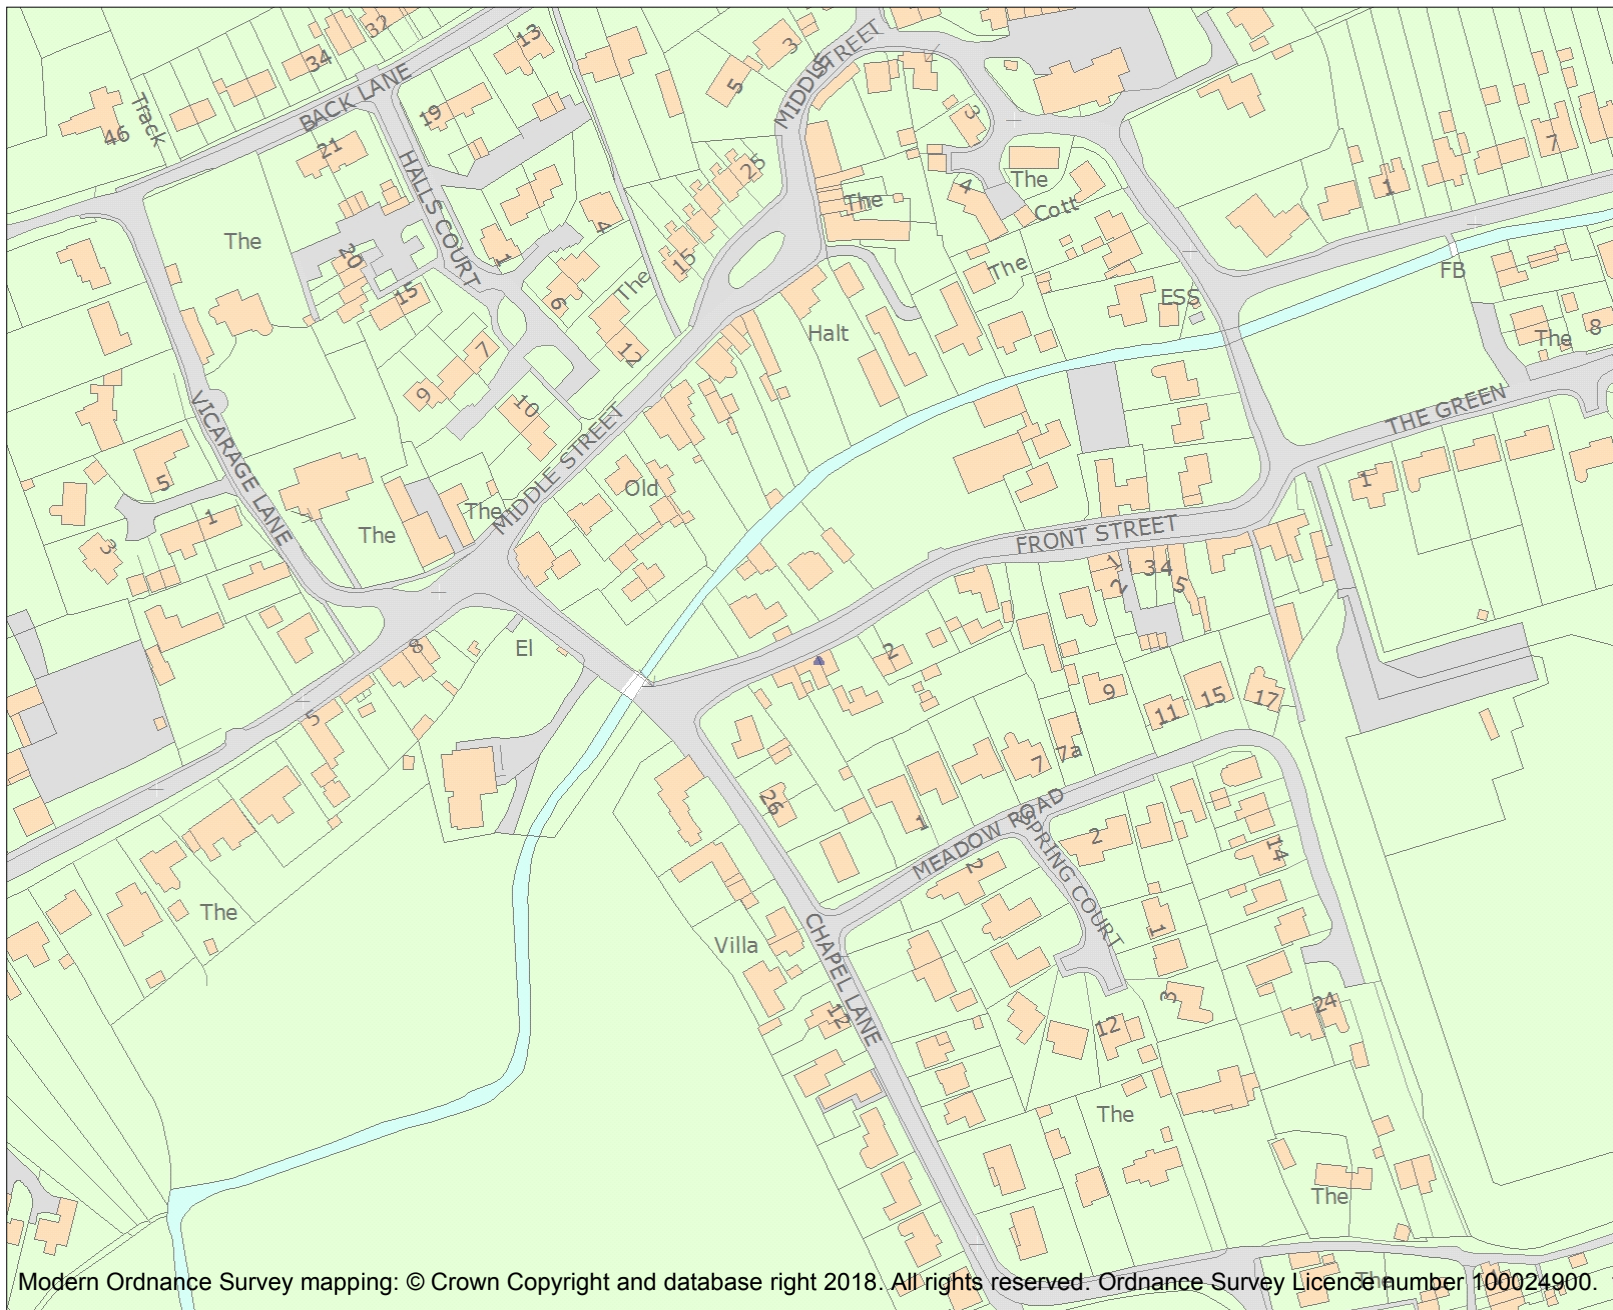 32
13
34
BACK LANE
MIDDLE STREET
3
5
Track
46
19
21
3
7
25
The
The
4
Cott
1
HALLS COURT
4
The
20
1
15
The
The
ESS
FB
15
6
Halt
12
The
8
7
9
10
VICARAGE LANE
MIDDLE STREET
THE GREEN
5
Old
1
The
1
The
FRONT STREET
3
1
2
3 4
5
El
8
2
5
9
11
15
17
7
7a
26
1
MEADOW ROAD
SPRING COURT
2
2
14
The
Villa
CHAPEL LANE
1
12
3
24
12
The
The
The
Modern Ordnance Survey mapping: © Crown Copyright and database right 2018. All rights reserved. Ordnance Survey Licence number 100024900.